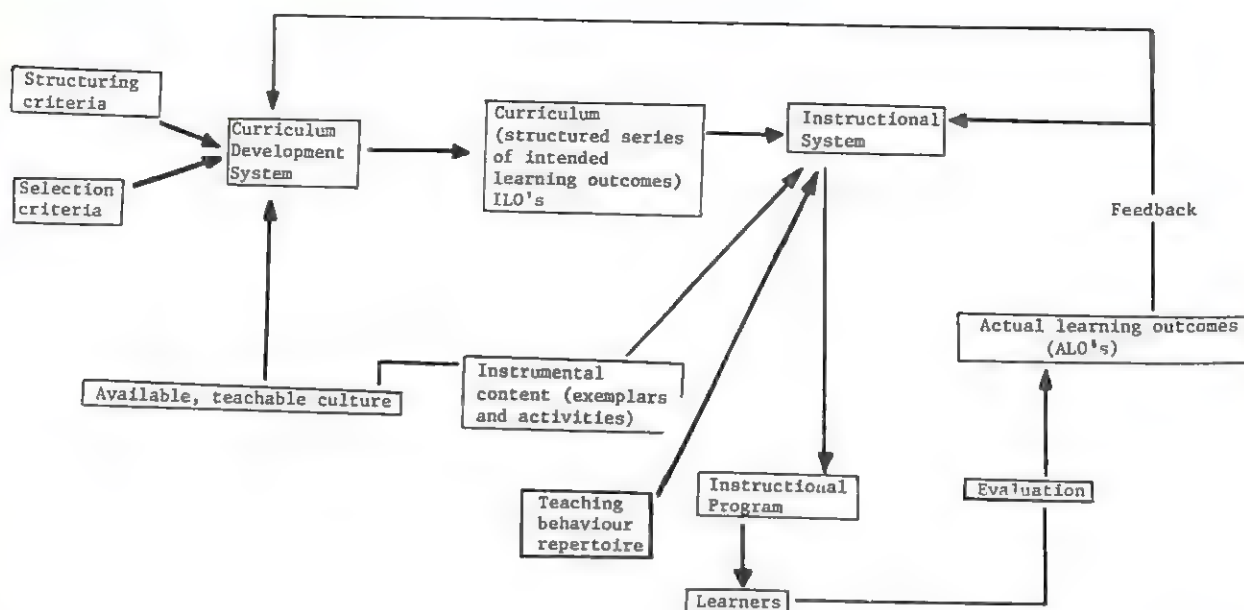 Structuring
criteria
Selection
criteria
Curriculum
Development
System
Curriculum
(structured series
of intended
learning outcomes)
ILO's
Instructional
System
Feedback
Actual learning outcomes
(ALO's)
Available, teachable culture
Instrumental
content (exemplars
and activities)
Teaching
behaviour
repertoire
Instructional
Program
Evaluation
Learners